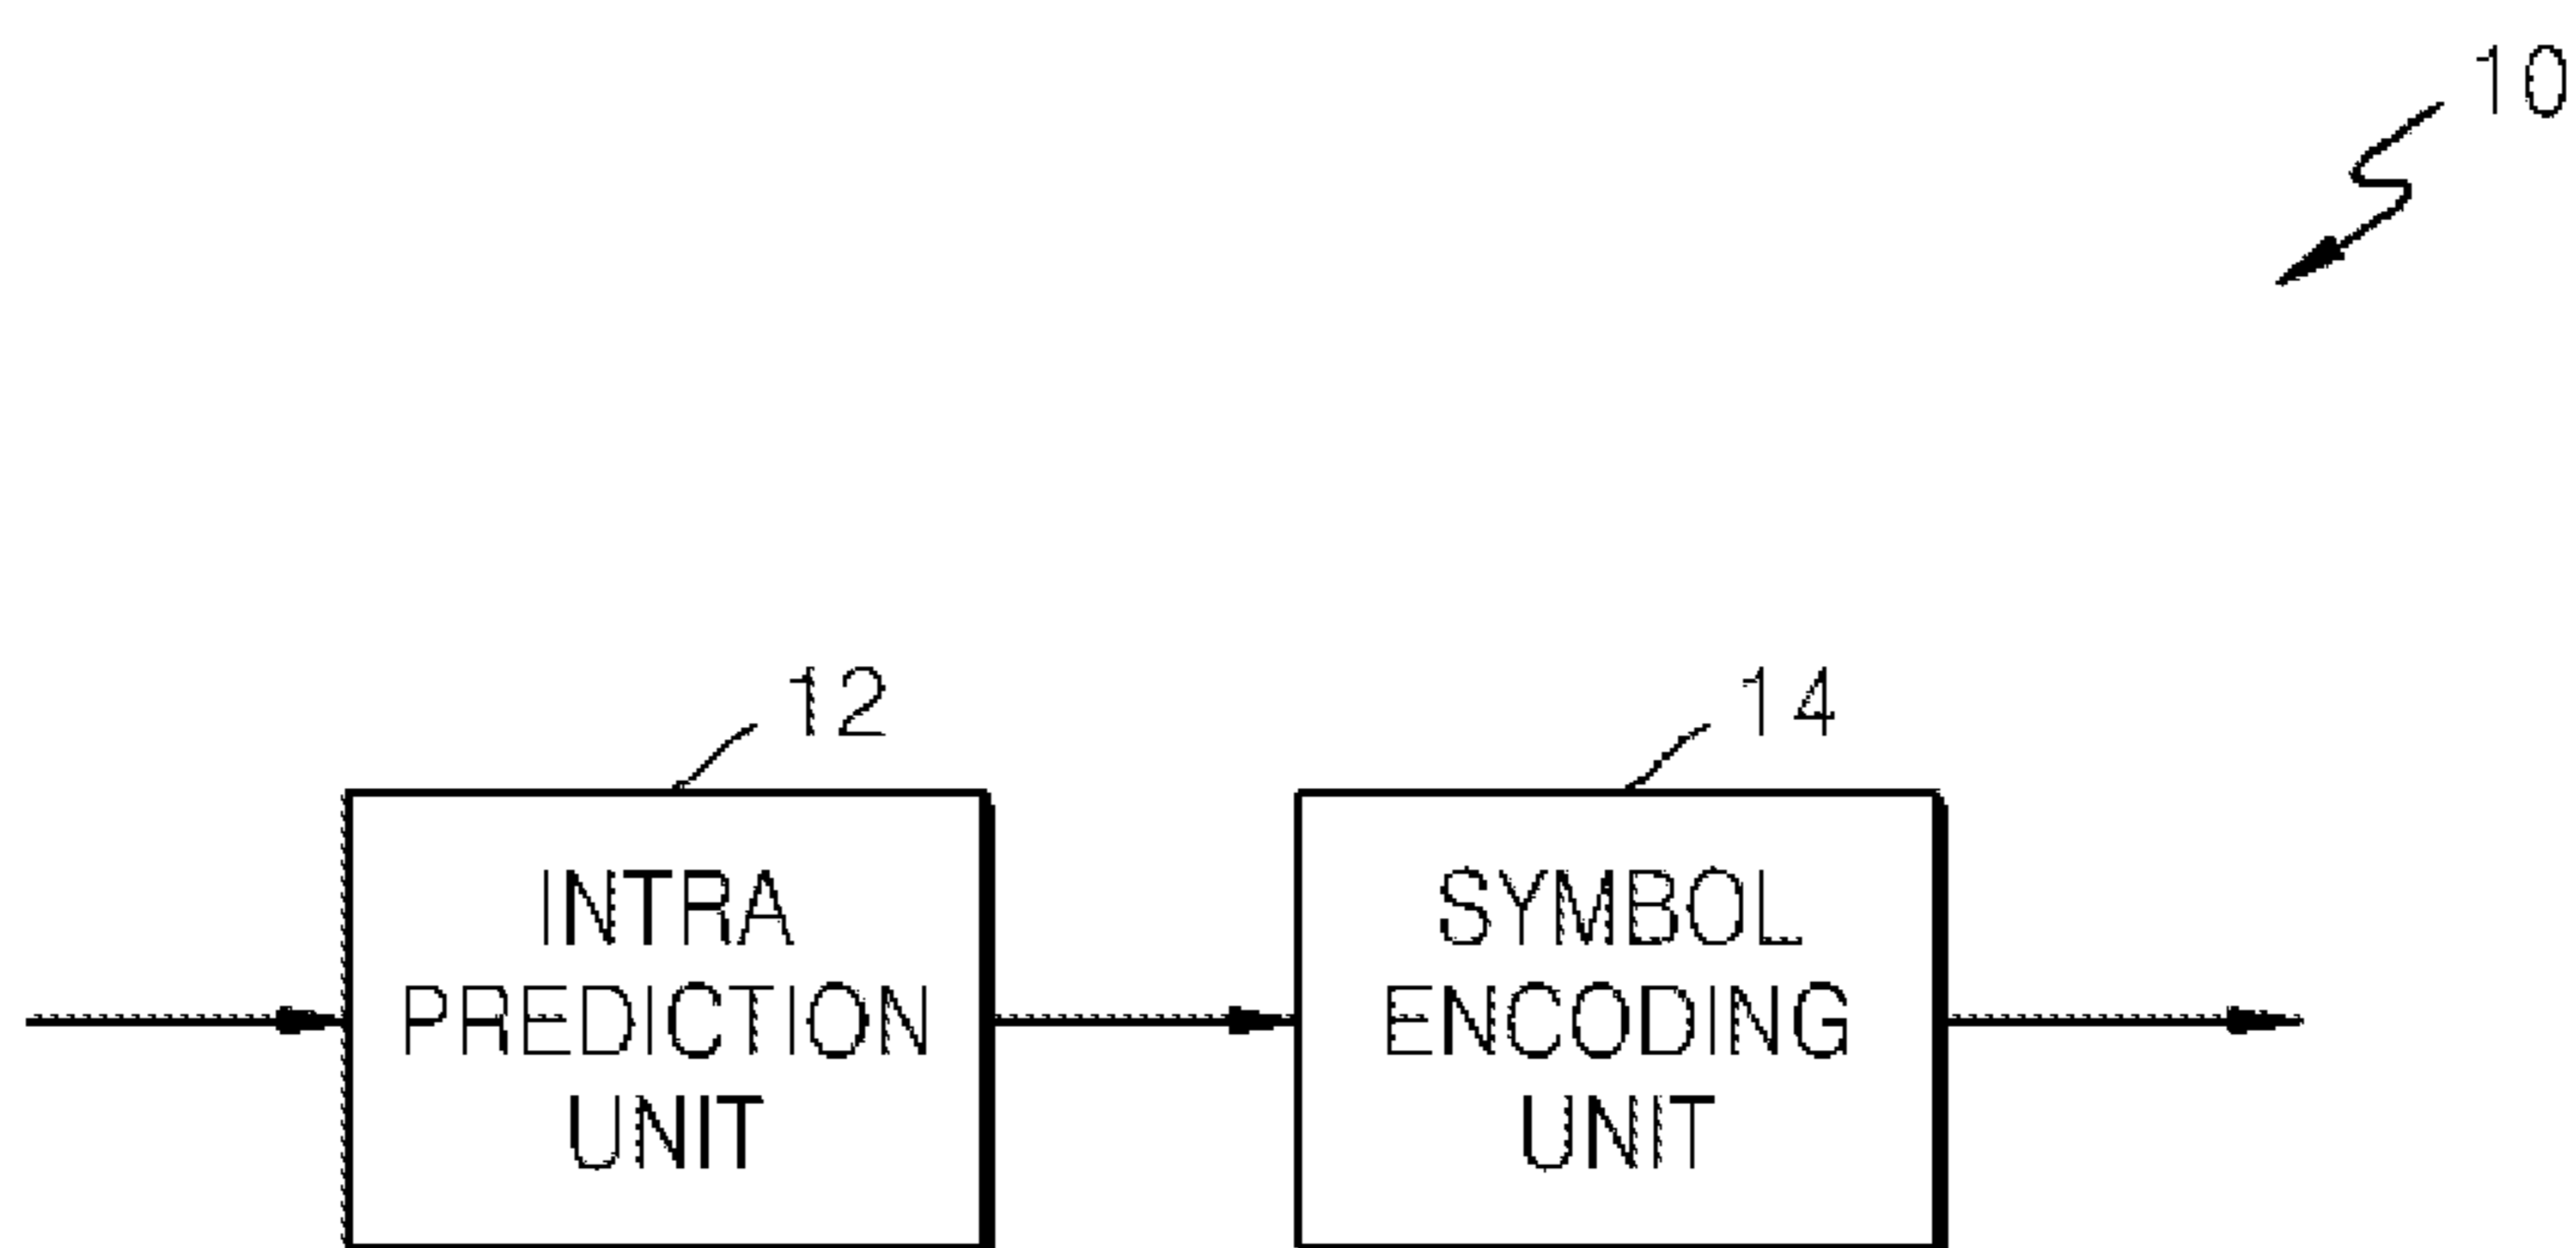 10
12
14
INTRA
PREDICTION
UNIT
SYMBOL
ENCODING
UNIT